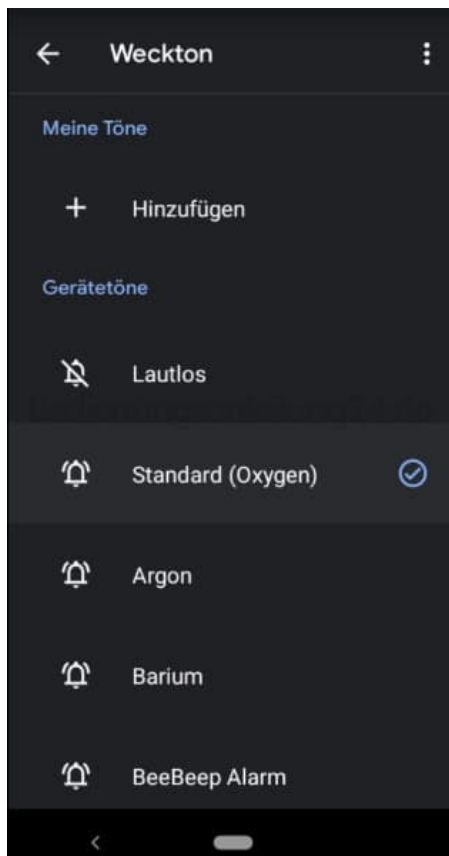 Weckton
Meine Töne
Hinzufügen
Gerätetöne
Lautlos
Standard (Oxygen)
Argon
Barium
BeeBeep Alarm